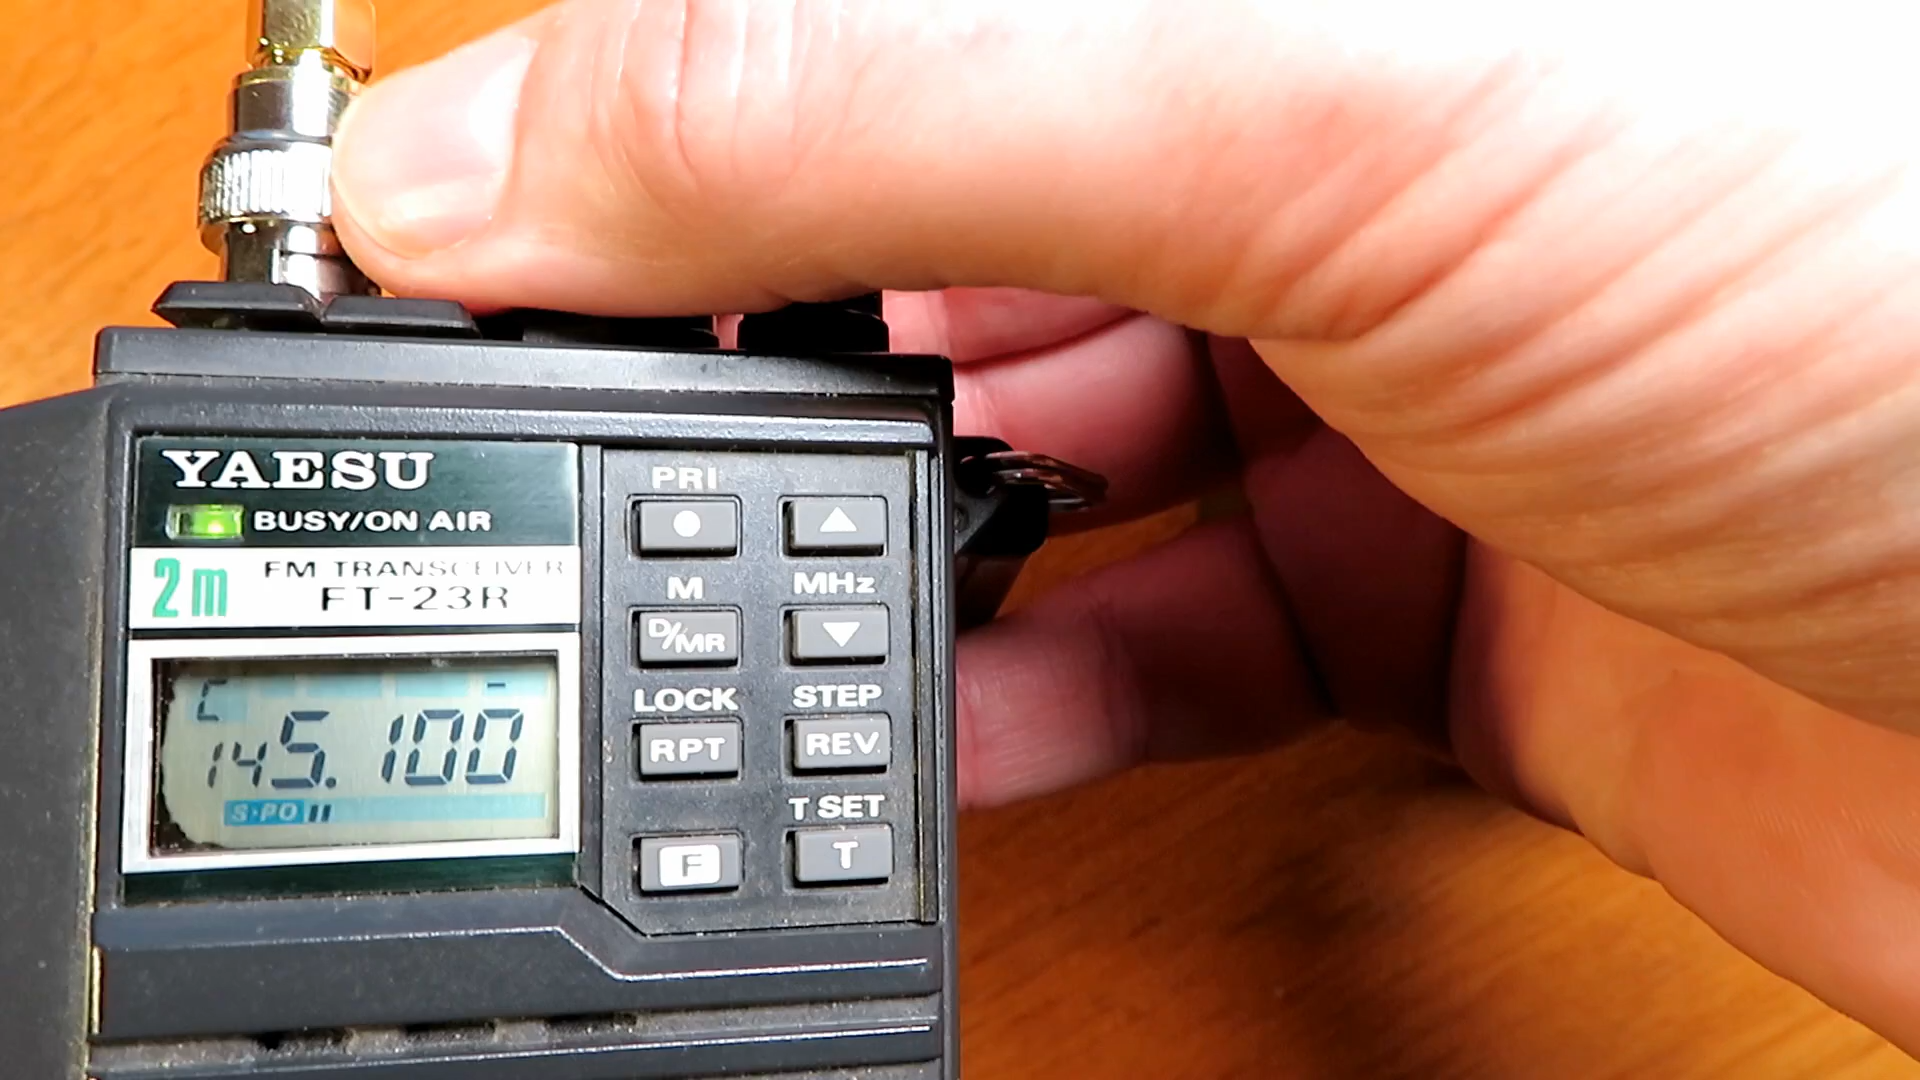 YAESU
BUSY/ON AIR
2m
FM TRANSCEIVER
FT-23R
C -
145.100
S·PO
PRI
M
MHz
D/MR
LOCK
STEP
RPT
REV
T SET
F
T